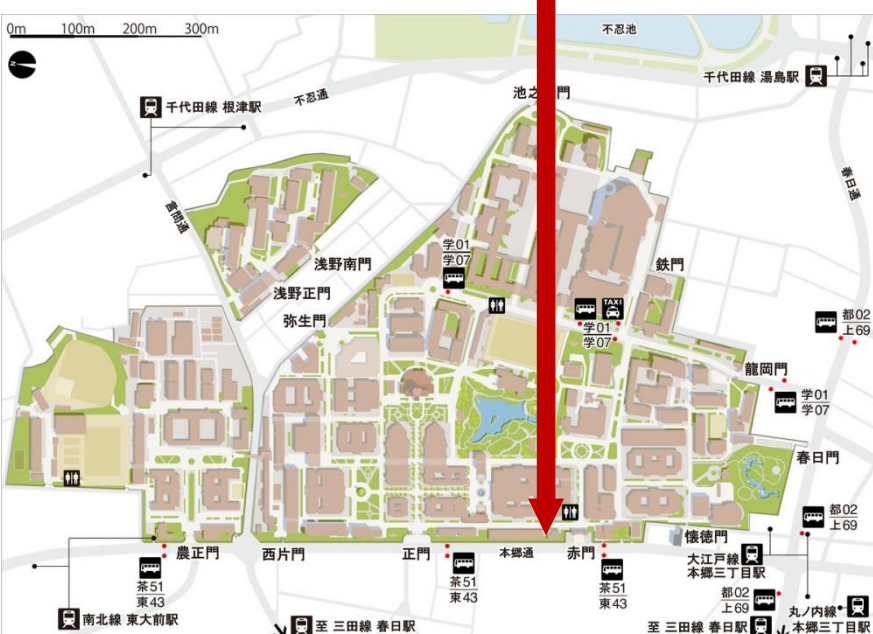 0m 100m 200m 300m
N
不忍池
千代田線 湯島駅
千代田線 根津駅
不忍通
春日通
言問通
学01
学07
浅野南門
浅野正門
弥生門
鉄門
TAXI
学01
学07
都02
上69
龍岡門
学01
学07
春日門
都02
上69
農正門
西片門
正門
本郷通
赤門
懐徳門
大江戸線
本郷三丁目駅
茶51
東43
茶51
東43
茶51
東43
都02
上69
丸ノ内線
本郷三丁目駅
南北線 東大前駅
至 三田線 春日駅
至 三田線 春日駅